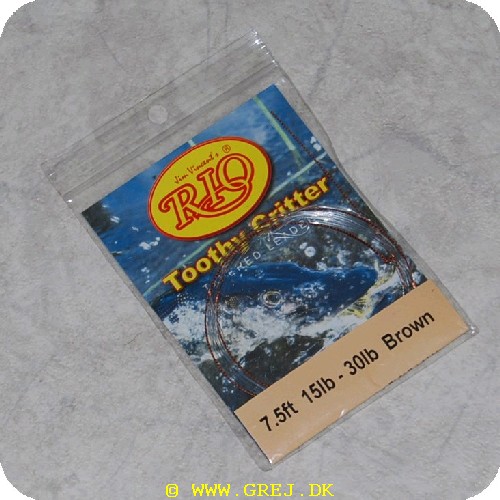 Jim Vincent's
RIO ®
Toothy Critter
7.5ft 15lb - 30lb Brown
© WWW.GREJ.DK